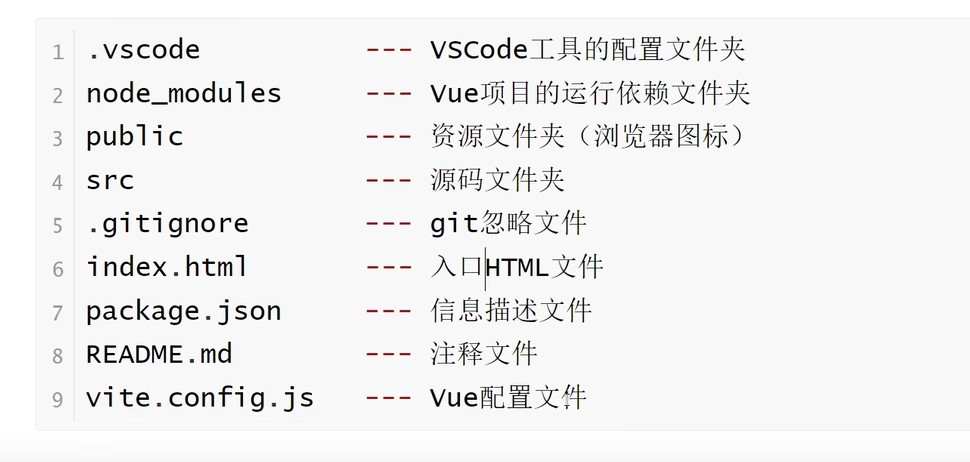 1 .vscode --- VSCode工具的配置文件夹
2 node_modules --- Vue项目的运行依赖文件夹
3 public --- 资源文件夹（浏览器图标）
4 src --- 源码文件夹
5 .gitignore --- git忽略文件
6 index.html --- 入口HTML文件
7 package.json --- 信息描述文件
8 README.md --- 注释文件
9 vite.config.js --- Vue配置文件